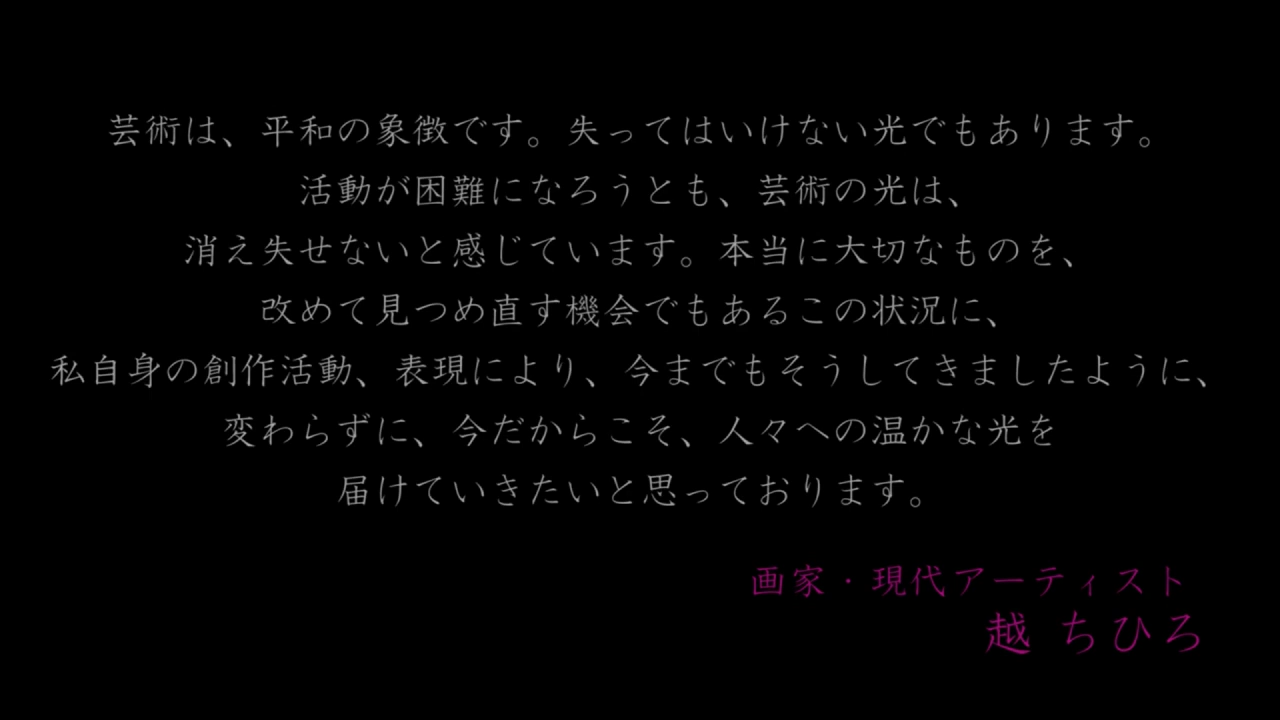 芸術は、平和の象徴です。失ってはいけない光でもあります。
活動が困難になろうとも、芸術の光は、
消え失せないと感じています。本当に大切なものを、
改めて見つめ直す機会でもあるこの状況に、
私自身の創作活動、表現により、今までもそうしてきましたように、
変わらずに、今だからこそ、人々への温かな光を
届けていきたいと思っております。
画家・現代アーティスト
越 ちひろ